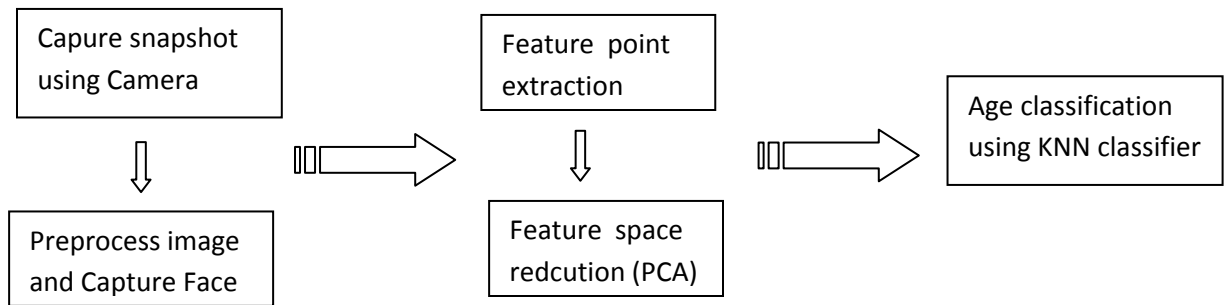 Capure snapshot
using Camera
Preprocess image
and Capture Face
Feature point
extraction
Feature space
redcution (PCA)
Age classification
using KNN classifier